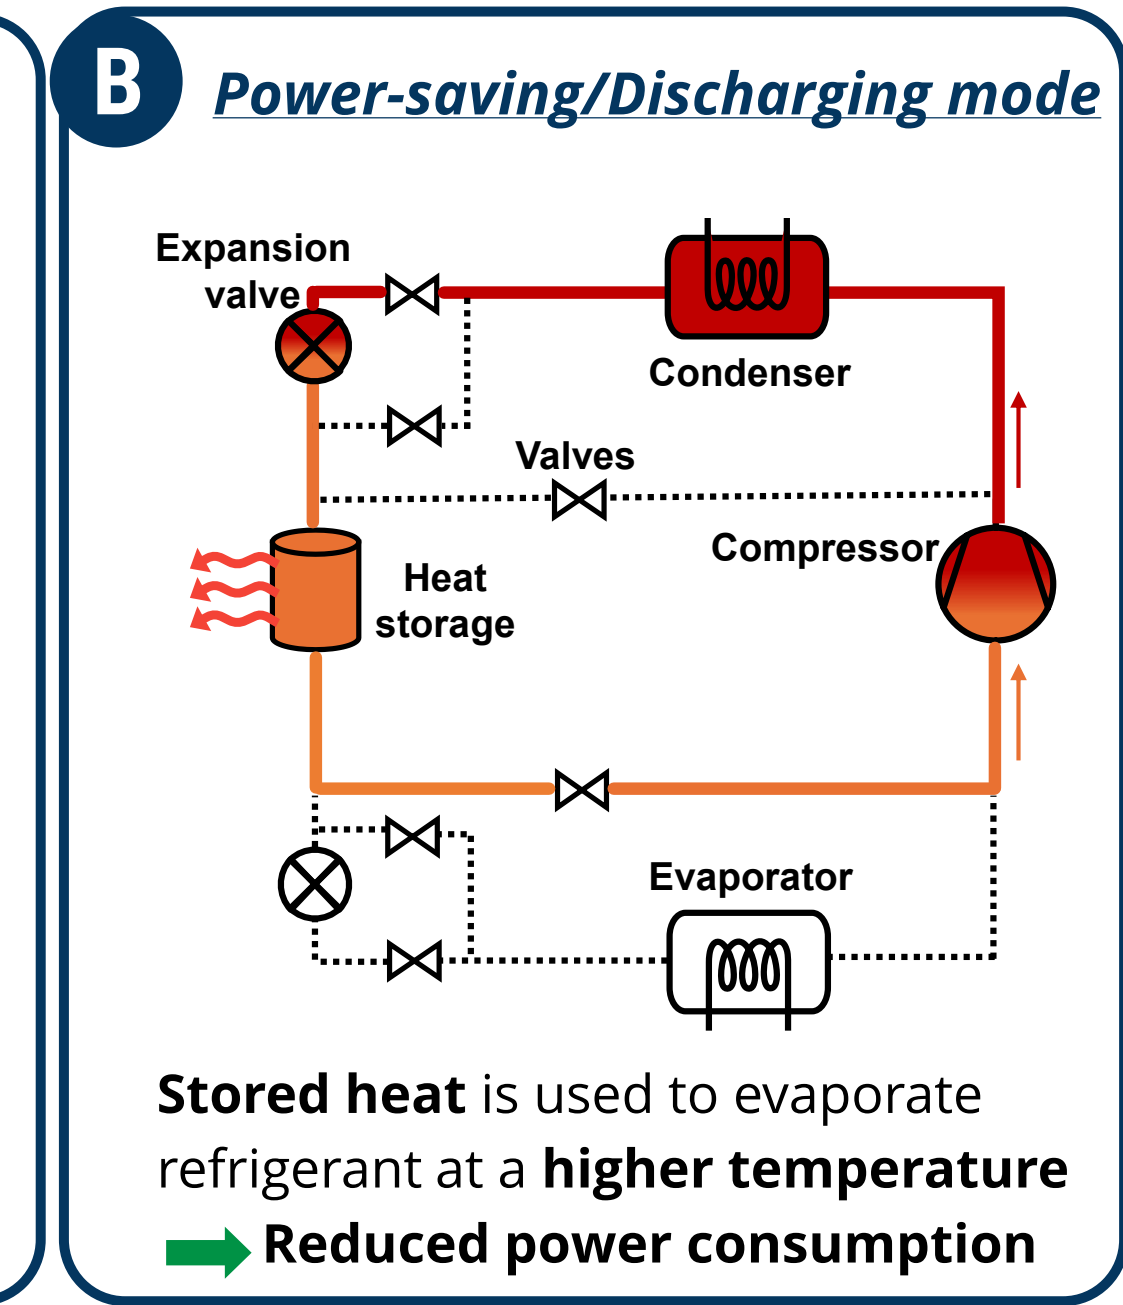 B
Power-saving/Discharging mode
Expansion
valve
Condenser
Valves
Compressor
Heat
storage
Evaporator
Stored heat is used to evaporate
refrigerant at a higher temperature
Reduced power consumption